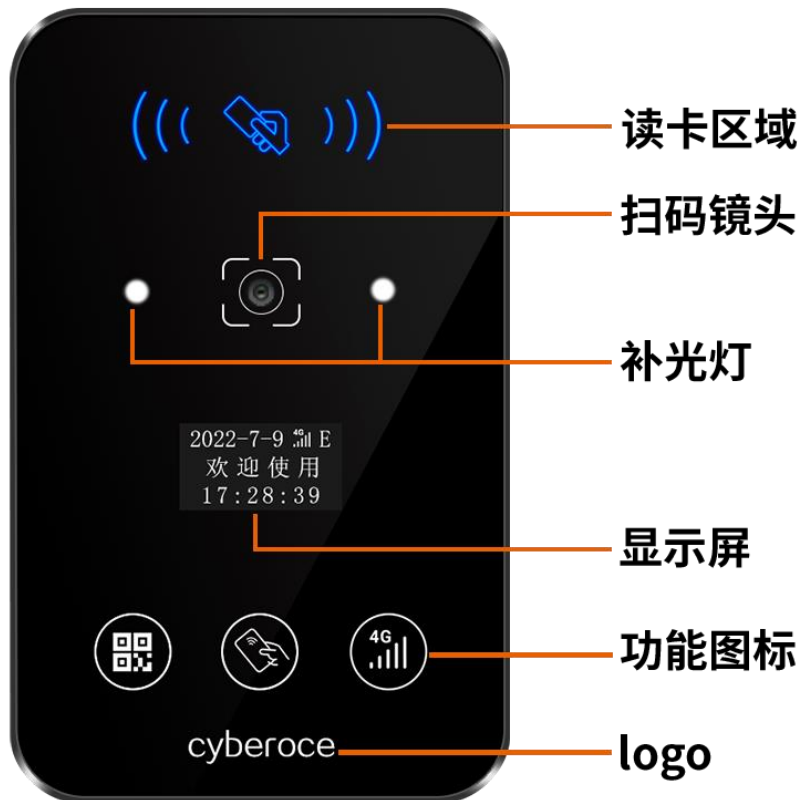 读卡区域
扫码镜头
补光灯
2022-7-9 4G E
欢迎使用
17:28:39
显示屏
4G
功能图标
cyberoce
logo